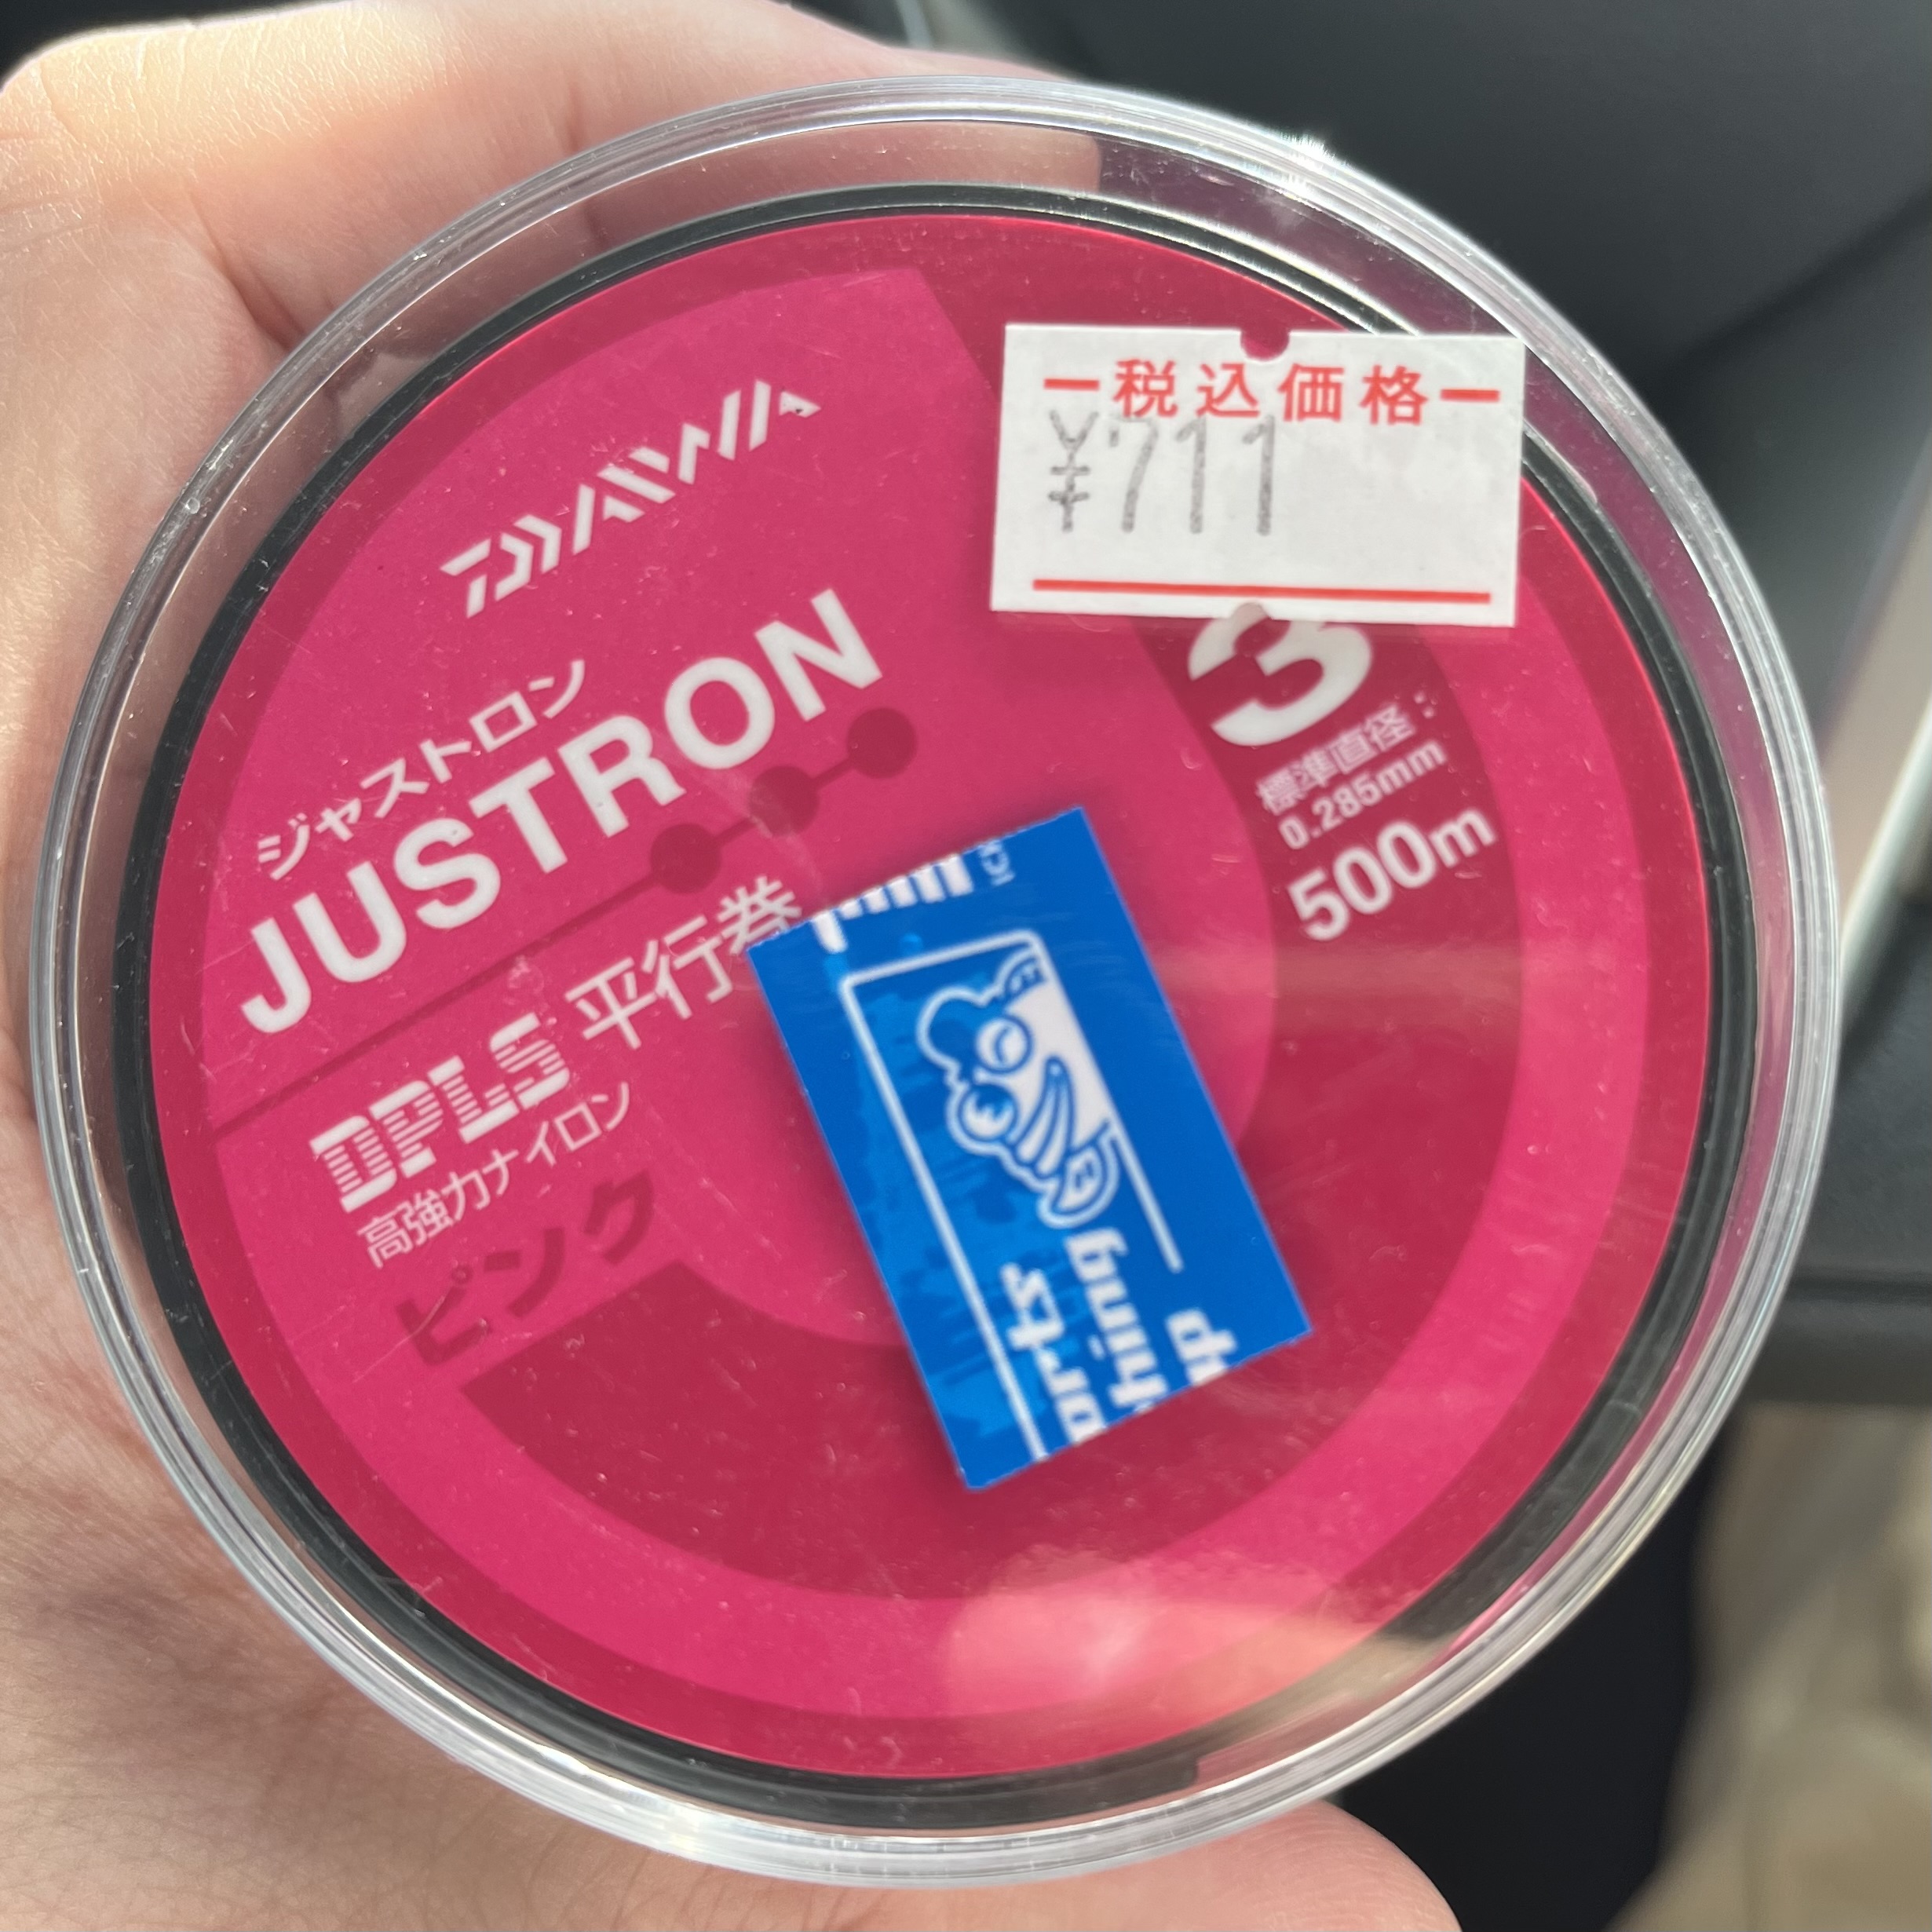 DAIWA
ジャストロン
JUSTRON
DPLS 平行巻
高強力ナイロン
ピンク
税込価格
¥711
3
標準直径:
0.285mm
500m